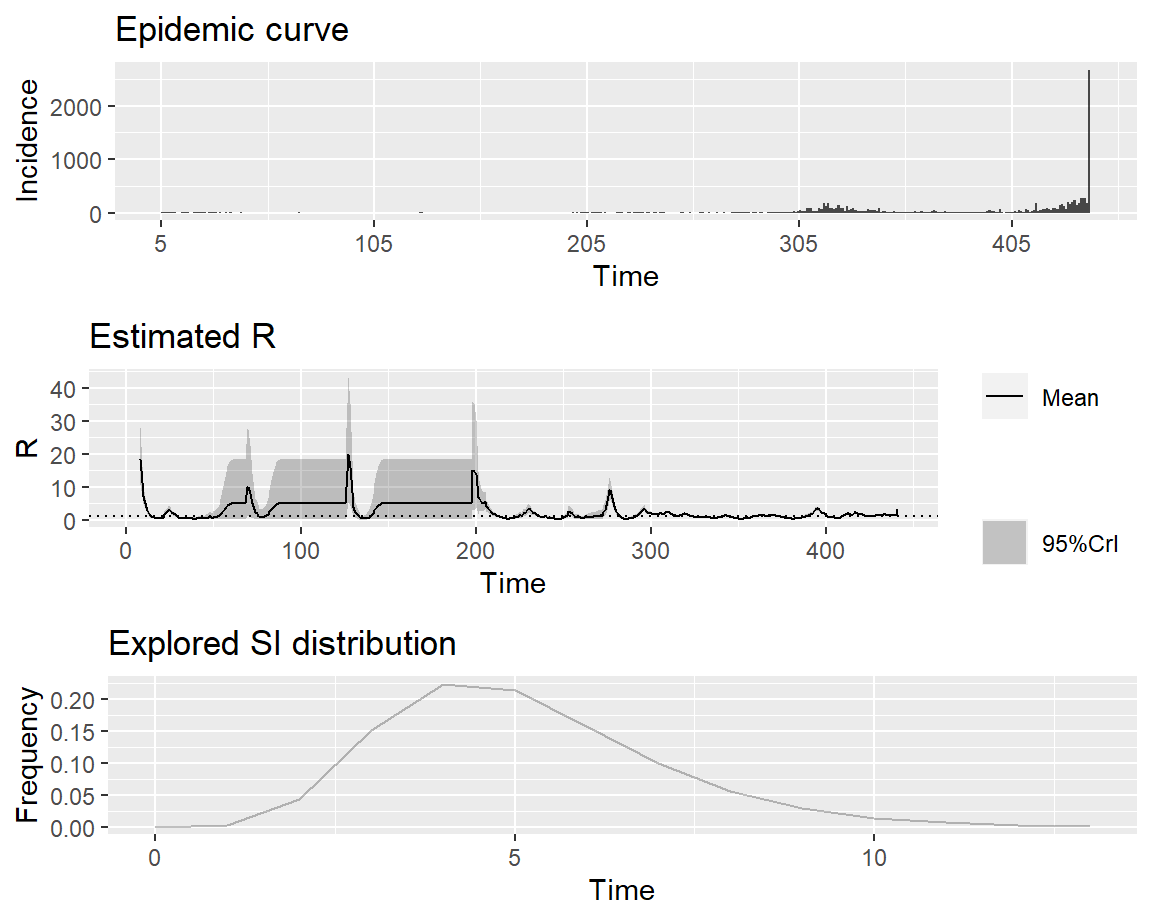 Epidemic curve
Incidence
2000
1000
0
5 105 205 305 405
Time
Estimated R
R
40
30
20
10
0
0 100 200 300 400
Time
Mean
95%CrI
Explored SI distribution
Frequency
0.20
0.15
0.10
0.05
0.00
0 5 10
Time